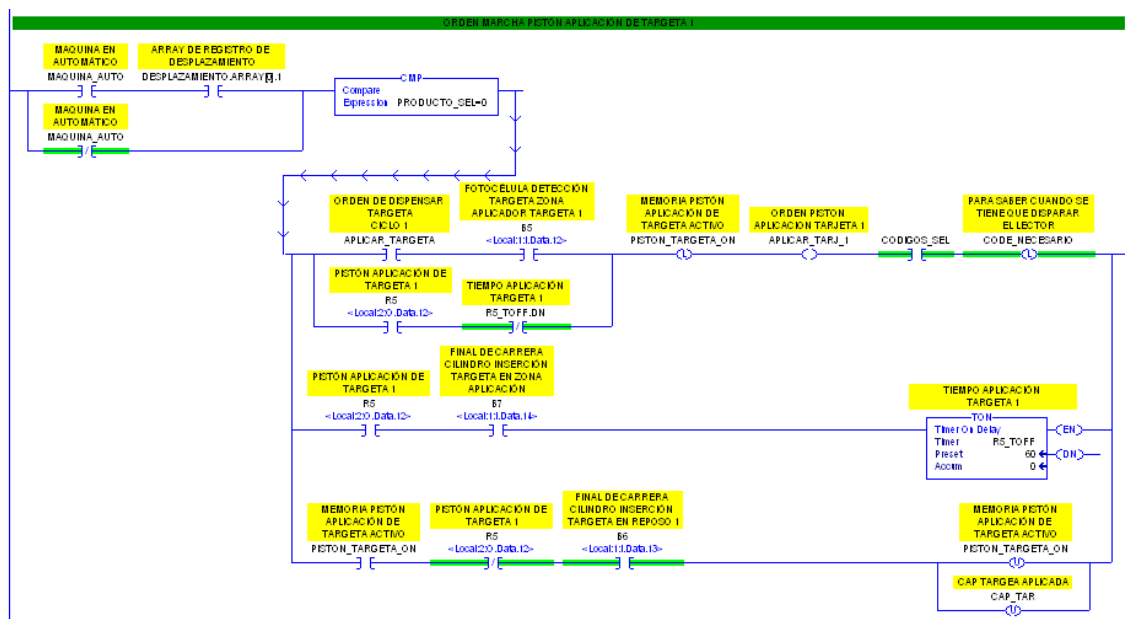 ORDEN MARCHA PISTÓN APLICACIÓN DE TARGETA 1
MAQUINA EN
AUTOMÁTICO
MAQUINA_AUTO
ARRAY DE REGISTRO DE
DESPLAZAMIENTO
DESPLAZAMIENTO.ARRAY[0].1
CMP
Compare
Expression PRODUCTO_SEL=0
MAQUINA EN
AUTOMÁTICO
MAQUINA_AUTO
ORDEN DE DISPENSAR
TARGETA
CICLO 1
APLICAR_TARGETA
FOTOCÉLULA DETECCIÓN
TARGETA ZONA
APLICADOR TARGETA 1
B5
<Local:1:I.Data.12>
MEMORIA PISTÓN
APLICACIÓN DE
TARGETA ACTIVO
PISTON_TARGETA_ON
L
ORDEN PISTON
APLICACION TARJETA 1
APLICAR_TARJ_1
CODIGOS_SEL
PARA SABER CUANDO SE
TIENE QUE DISPARAR
EL LECTOR
CODE_NECESARIO
L
PISTÓN APLICACIÓN DE
TARGETA 1
R5
<Local:2:O.Data.12>
TIEMPO APLICACIÓN
TARGETA 1
R5_TOFF.DN
PISTÓN APLICACIÓN DE
TARGETA 1
R5
<Local:2:O.Data.12>
FINAL DE CARRERA
CILINDRO INSERCIÓN
TARGETA EN ZONA
APLICACIÓN
B7
<Local:1:I.Data.14>
TIEMPO APLICACIÓN
TARGETA 1
TON
Timer On Delay
Timer R5_TOFF
Preset 60
Accum 0
EN
DN
MEMORIA PISTÓN
APLICACIÓN DE
TARGETA ACTIVO
PISTON_TARGETA_ON
PISTÓN APLICACIÓN DE
TARGETA 1
R5
<Local:2:O.Data.12>
FINAL DE CARRERA
CILINDRO INSERCIÓN
TARGETA EN REPOSO 1
B6
<Local:1:I.Data.13>
MEMORIA PISTÓN
APLICACIÓN DE
TARGETA ACTIVO
PISTON_TARGETA_ON
U
CAP TARGEA APLICADA
CAP_TAR
U